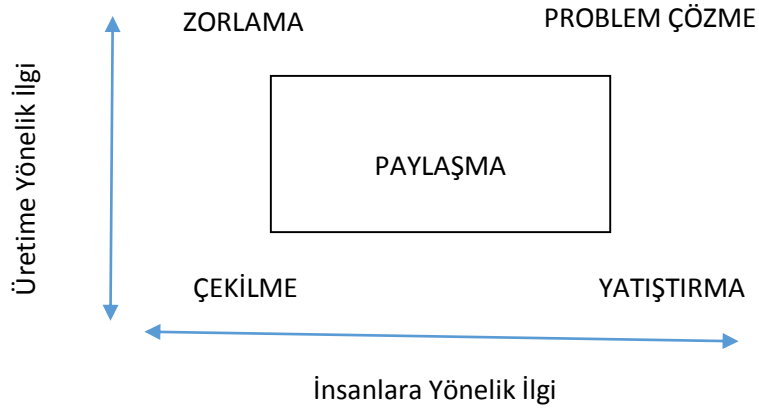 ZORLAMA
PROBLEM ÇÖZME
Üretime Yönelik İlgi
PAYLAŞMA
ÇEKİLME
YATIŞTIRMA
İnsanlara Yönelik İlgi